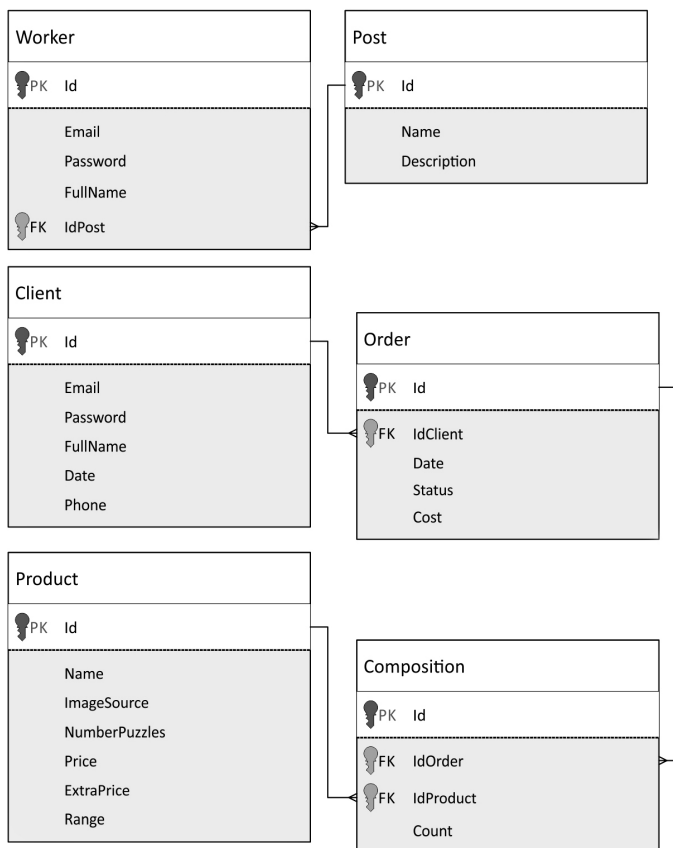 Worker
PK Id
Email
Password
FullName
FK IdPost
Post
PK Id
Name
Description
Client
PK Id
Email
Password
FullName
Date
Phone
Order
PK Id
FK IdClient
Date
Status
Cost
Product
PK Id
Name
ImageSource
NumberPuzzles
Price
ExtraPrice
Range
Composition
PK Id
FK IdOrder
FK IdProduct
Count